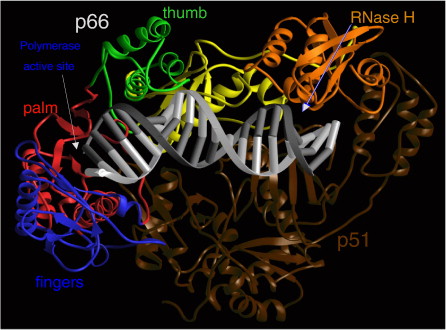 p66
thumb
RNase H
Polymerase
active site
palm
p51
fingers